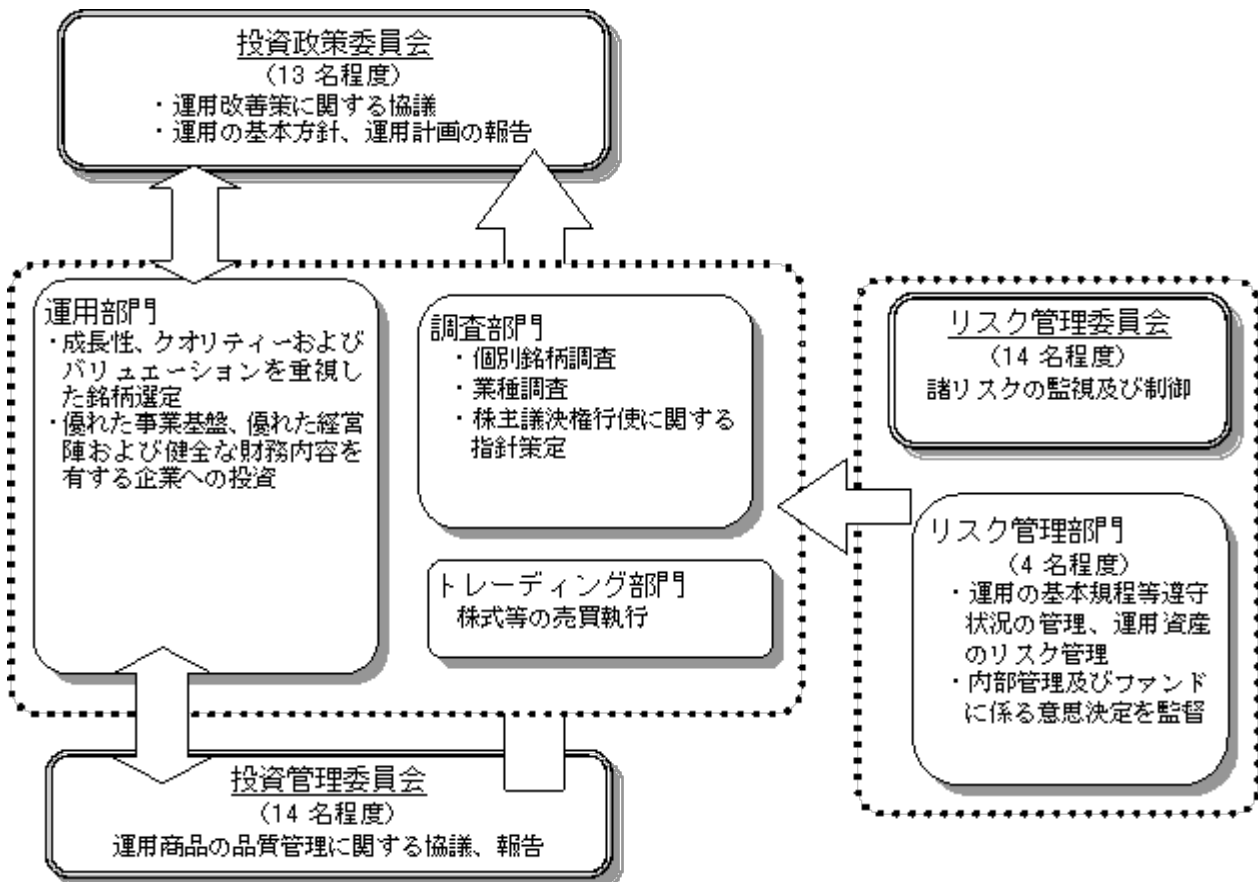 投資政策委員会
（13 名程度）
・運用改善策に関する協議
・運用の基本方針、運用計画の報告
運用部門
・成長性、クオリティーおよび
バリュエーションを重視し
た銘柄選定
・優れた事業基盤、優れた経営
陣および健全な財務内容を
有する企業への投資
調査部門
・個別銘柄調査
・業種調査
・株主議決権行使に関する
指針策定
トレーディング部門
株式等の売買執行
リスク管理委員会
（14 名程度）
諸リスクの監視及び制御
リスク管理部門
（4 名程度）
・運用の基本規程等遵守
状況の管理、運用資産
のリスク管理
・内部管理及びファンド
に係る意思決定を監督
投資管理委員会
（14 名程度）
運用商品の品質管理に関する協議、報告